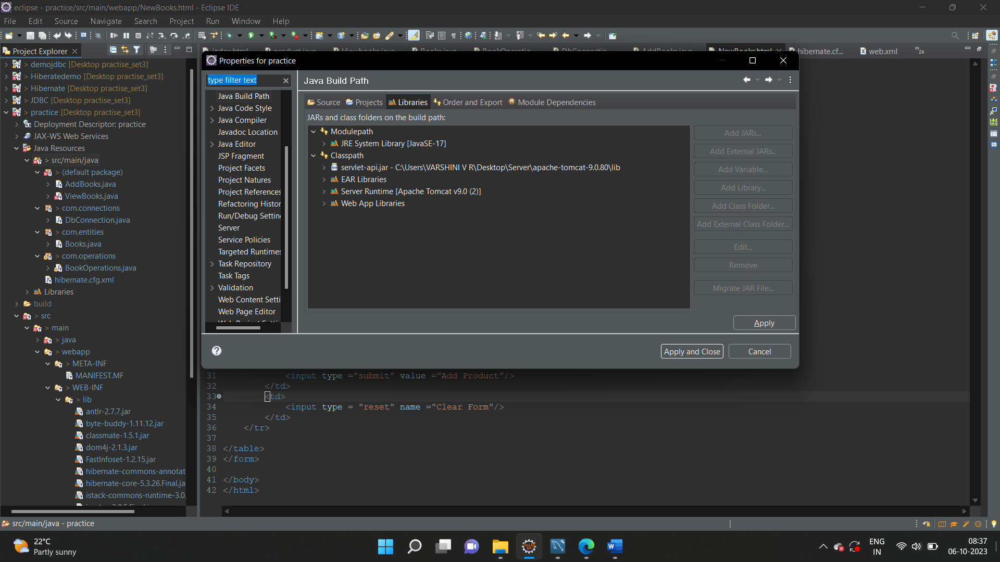 eclipse - practice/src/main/webapp/NewBooks.html - Eclipse IDE
File Edit Source Navigate Search Project Run Window Help
Project Explorer
hibernate.cf...
web.xml
24
> demojdbc [Desktop practise_set3]
> Hiberatedemo [Desktop practise_set3]
> Hibernate [Desktop practise_set3]
> JDBC [Desktop practise_set3]
> practice [Desktop practise_set3]
Deployment Descriptor: practice
JAX-WS Web Services
Java Resources
> src/main/java
> (default package)
AddBooks.java
ViewBooks.java
> com.connections
DbConnection.java
> com.entities
Books.java
> com.operations
BookOperations.java
hibernate.cfg.xml
Libraries
build
> src
> main
> java
> webapp
> META-INF
MANIFEST.MF
> WEB-INF
> lib
antlr-2.7.7.jar
byte-buddy-1.11.12.jar
classmate-1.5.1.jar
dom4j-2.1.3.jar
FastInfoset-1.2.15.jar
hibernate-commons-annotat
hibernate-core-5.3.26.Final.ja
istack-commons-runtime-3.0.
Properties for practice
type filter text
Java Build Path
Java Code Style
Java Compiler
Javadoc Location
Java Editor
JSP Fragment
Project Facets
Project Natures
Project References
Refactoring Histor
Run/Debug Setting
Server
Service Policies
Targeted Runtimes
Task Repository
Task Tags
Validation
Web Content Setti
Web Page Editor
Java Build Path
Source Projects Libraries Order and Export Module Dependencies
JARs and class folders on the build path:
Modulepath
JRE System Library [JavaSE-17]
Classpath
servlet-api.jar - C:\Users\VARSHINI V R\Desktop\Server\apache-tomcat-9.0.80\lib
EAR Libraries
Server Runtime [Apache Tomcat v9.0 (2)]
Web App Libraries
Add JARs...
Add External JARs...
Add Variable...
Add Library...
Add Class Folder...
Add External Class Folder...
Edit...
Remove
Migrate JAR File...
Apply
Apply and Close
Cancel
31 <input type ="submit" value ="Add Product"/>
32 </td>
33 <td>
34 <input type = "reset" name ="Clear Form"/>
35 </td>
36 </tr>
37
38 </table>
39 </form>
40
41 </body>
42 </html>
src/main/java - practice
22°C
Partly sunny
ENG
IN
08:37
06-10-2023